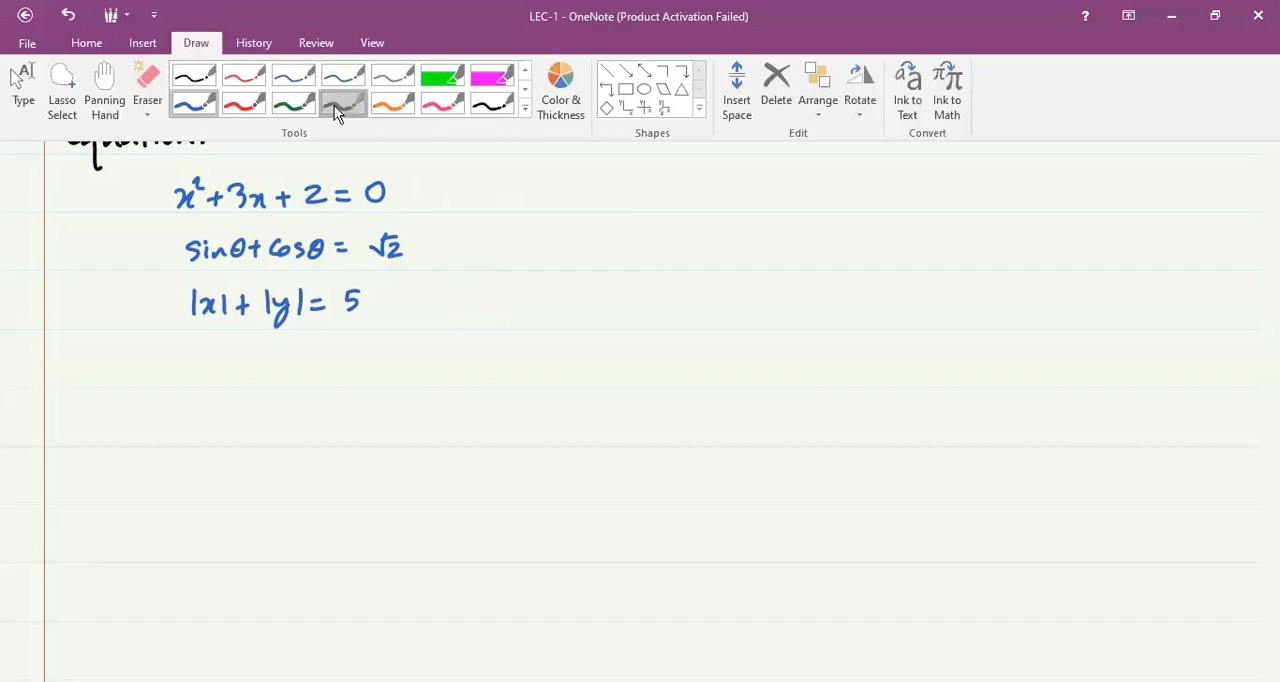 LEC-1 - OneNote (Product Activation Failed)
File Home Insert Draw History Review View
Type
Lasso Select
Panning Hand
Eraser
Color & Thickness
Insert Space
Delete
Arrange
Rotate
Ink to Text
Ink to Math
Tools Shapes Edit Convert
x²+3x+2=0
sinθ+cosθ= √2
|x|+|y|= 5